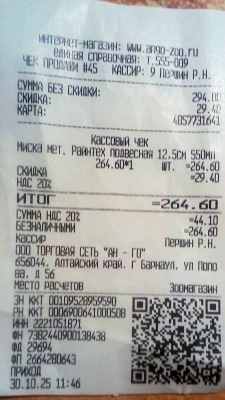 ИНТЕРНЕТ-МАГАЗИН: www.ango-zoo.ru
ЕДИНАЯ СПРАВОЧНАЯ: Т.555-009
ЧЕК ПРОДАЖИ #45 КАССИР: 9 Першин Р.Н.
СУММА БЕЗ СКИДКИ: 294.00
СКИДКА: 29.40
КАРТА: 4057731641
КАССОВЫЙ ЧЕК
Миска мет. Райнтех подвесная 12.5см 550мл
264.60*1 ШТ. =264.60
СКИДКА =29.40
НДС 20%
ИТОГ =264.60
СУММА НДС 20% =44.10
БЕЗНАЛИЧНЫМИ =264.60
КАССИР Першин Р.Н.
ООО ТОРГОВАЯ СЕТЬ "АН - ГО"
656044, Алтайский край, Г Барнаул, ул Попо
ва, д 56
МЕСТО РАСЧЕТОВ Зоомагазин
ЗН ККТ 00109528959590
РН ККТ 0006900641000508
ИНН 2221051871
ФН 7382440900138438
ФД 29694
ФП 2664280643
ПРИХОД
30.10.25 11:46